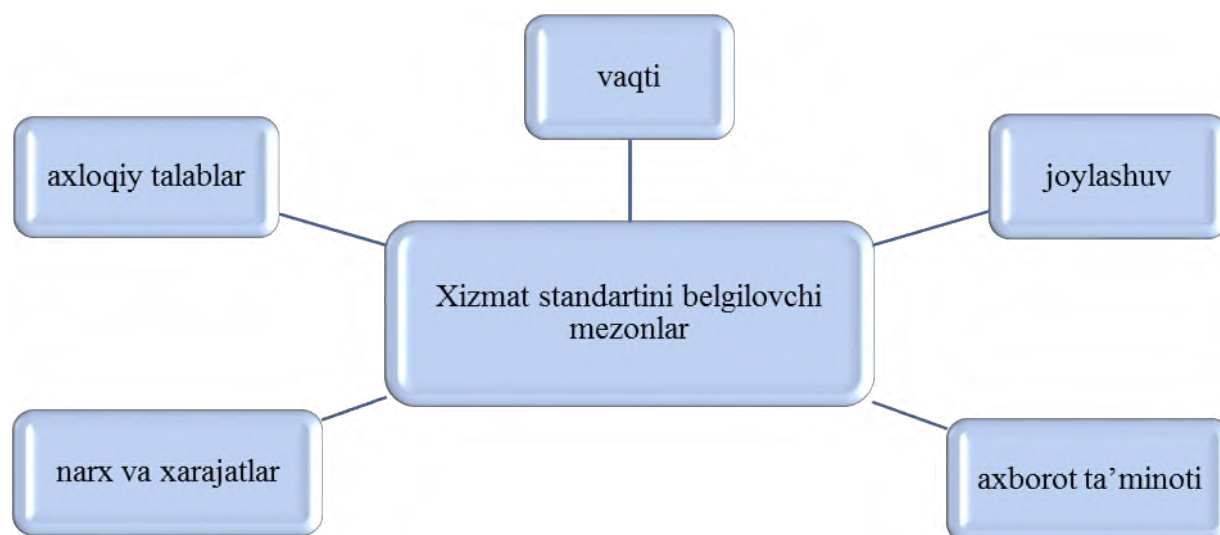 vaqti
axloqiy talablar
joylashuv
Xizmat standartini belgilovchi
mezonlar
narx va xarajatlar
axborot ta’minoti